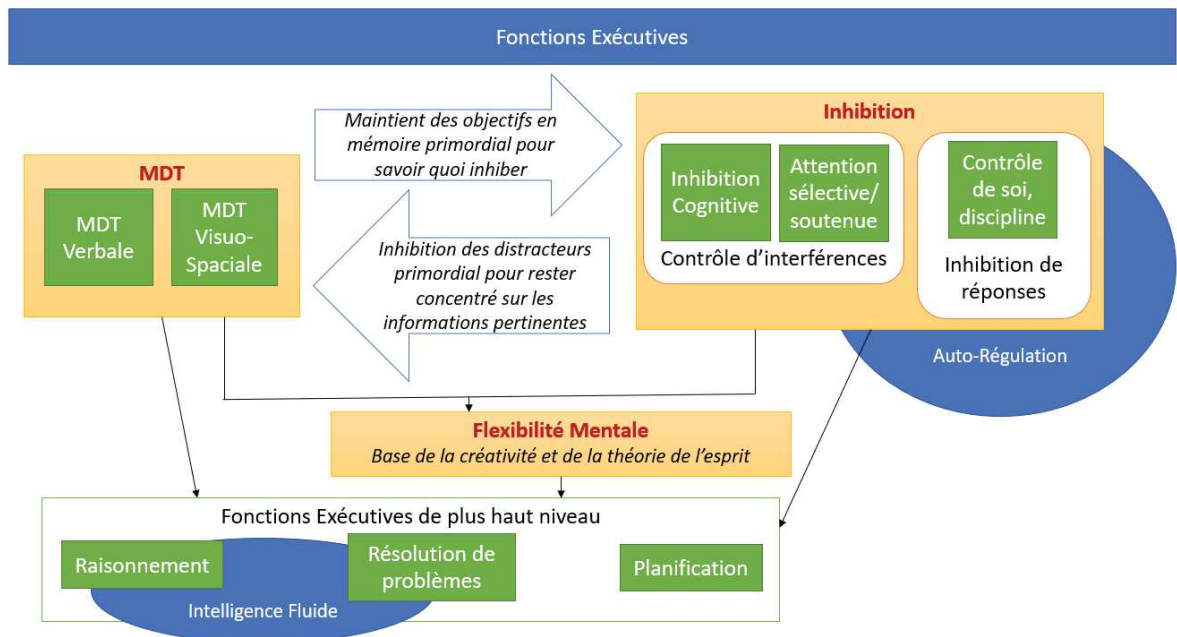 Fonctions Exécutives
Maintient des objectifs en
mémoire primordial pour
savoir quoi inhiber
MDT
MDT
Verbale
MDT
Visuo-
Spaciale
Inhibition des distracteurs
primordial pour rester
concentré sur les
informations pertinentes
Inhibition
Inhibition
Cognitive
Attention
sélective/
soutenue
Contrôle d’interférences
Contrôle
de soi,
discipline
Inhibition de
réponses
Auto-Régulation
Flexibilité Mentale
Base de la créativité et de la théorie de l’esprit
Fonctions Exécutives de plus haut niveau
Raisonnement
Résolution de
problèmes
Planification
Intelligence Fluide